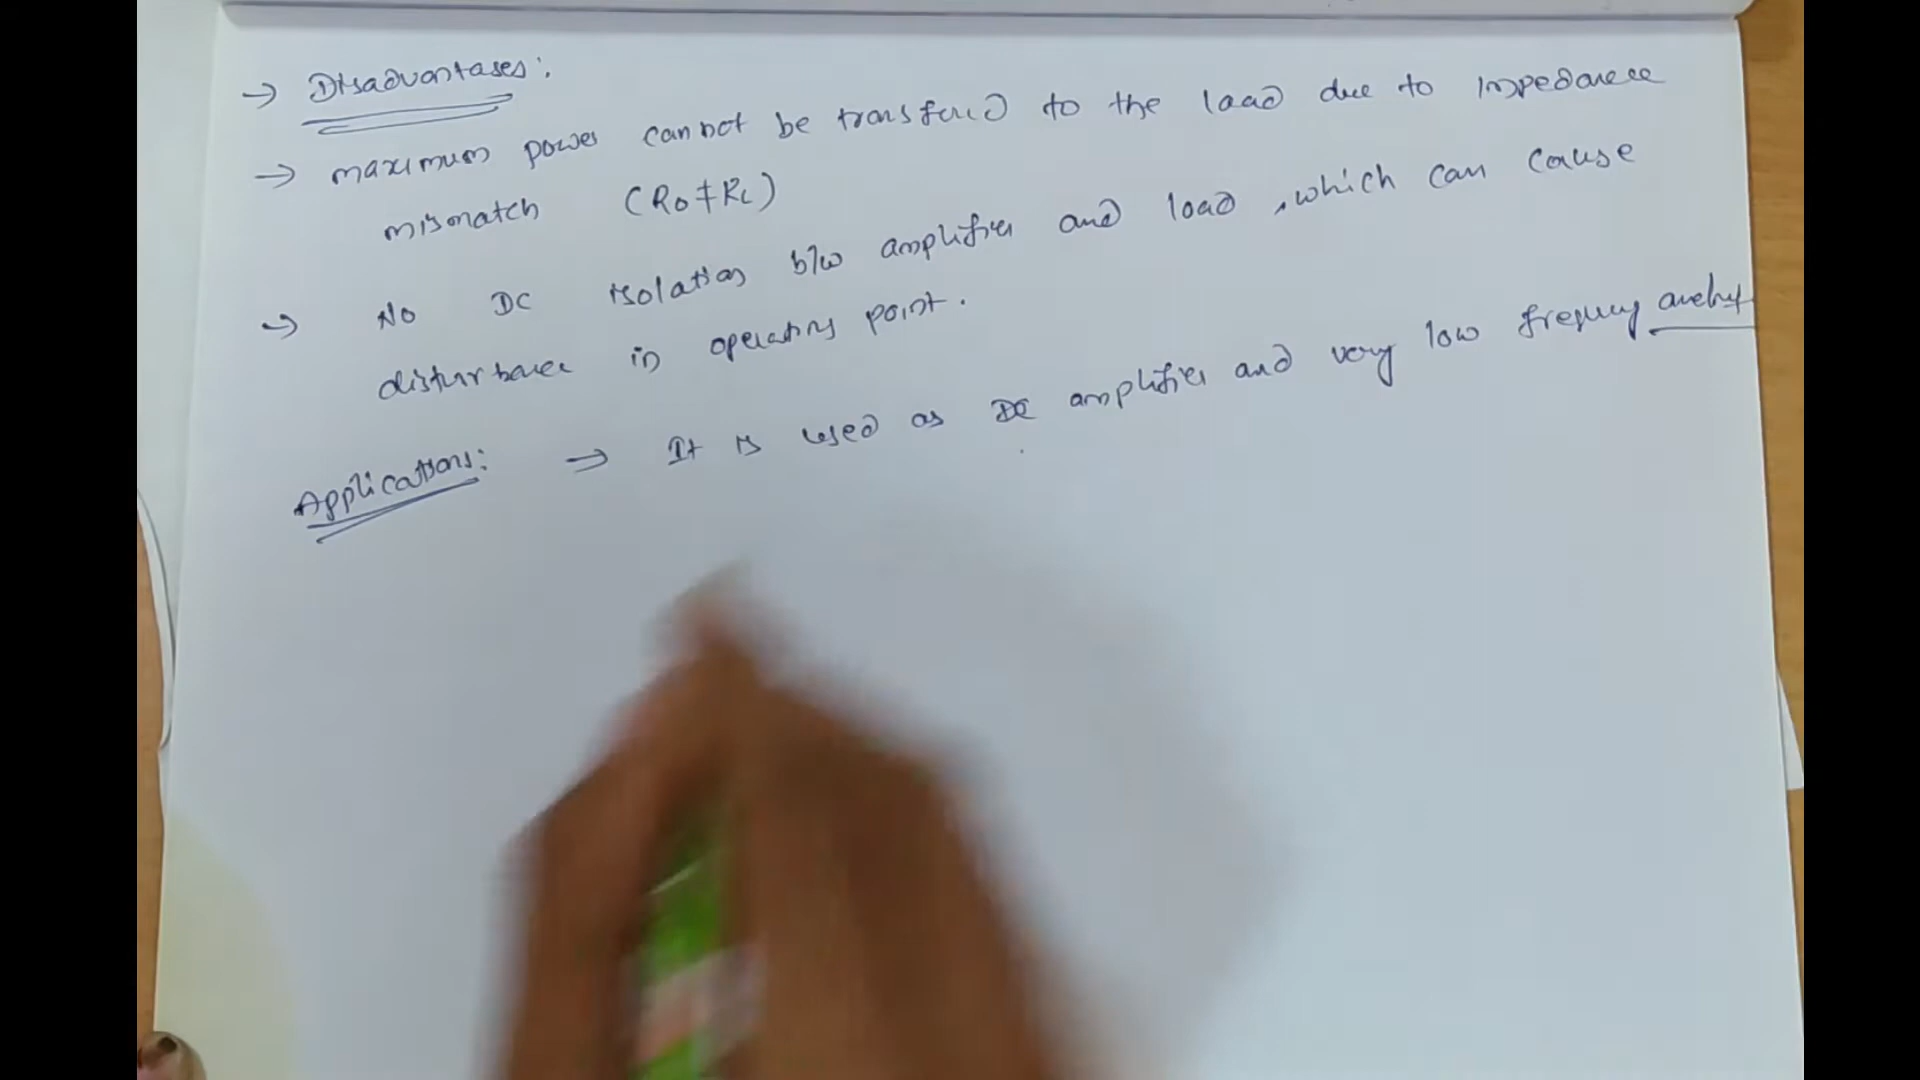 → Disadvantages:
→ maximum power cannot be transfered to the load due to Impedance
mismatch (Ro≠RL)
→ No DC isolation b/w amplifier and load, which can cause
disturbance in operating point.
Applications: → It is used as DC amplifier and very low frequency